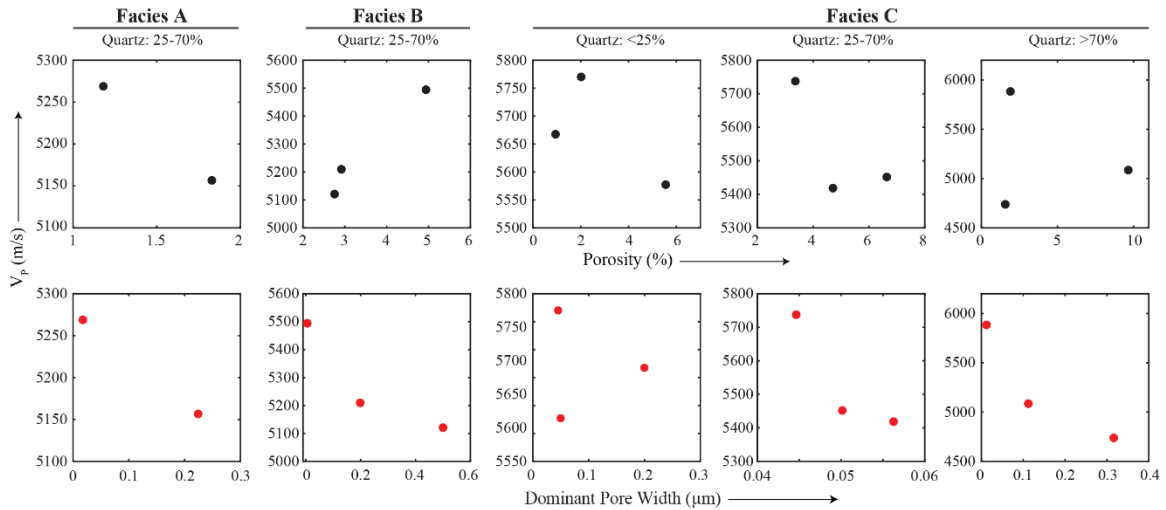 Facies A
Facies B
Facies C
Quartz: 25-70%
Quartz: 25-70%
Quartz: <25%
Quartz: 25-70%
Quartz: >70%
V_P (m/s)
5300
5250
5200
5150
5100
1 1.5 2
5600
5500
5400
5300
5200
5100
5000
2 3 4 5 6
5800
5750
5700
5650
5600
5550
5500
0 2 4 6
5800
5700
5600
5500
5400
5300
2 4 6 8
6000
5500
5000
4500
0 5 10
Porosity (%)
5300
5250
5200
5150
5100
0 0.1 0.2 0.3
5600
5500
5400
5300
5200
5100
5000
0 0.2 0.4 0.6
5800
5750
5700
5650
5600
5550
0 0.1 0.2 0.3
5800
5700
5600
5500
5400
5300
0.04 0.05 0.06
6000
5500
5000
4500
0 0.1 0.2 0.3 0.4
Dominant Pore Width (μm)